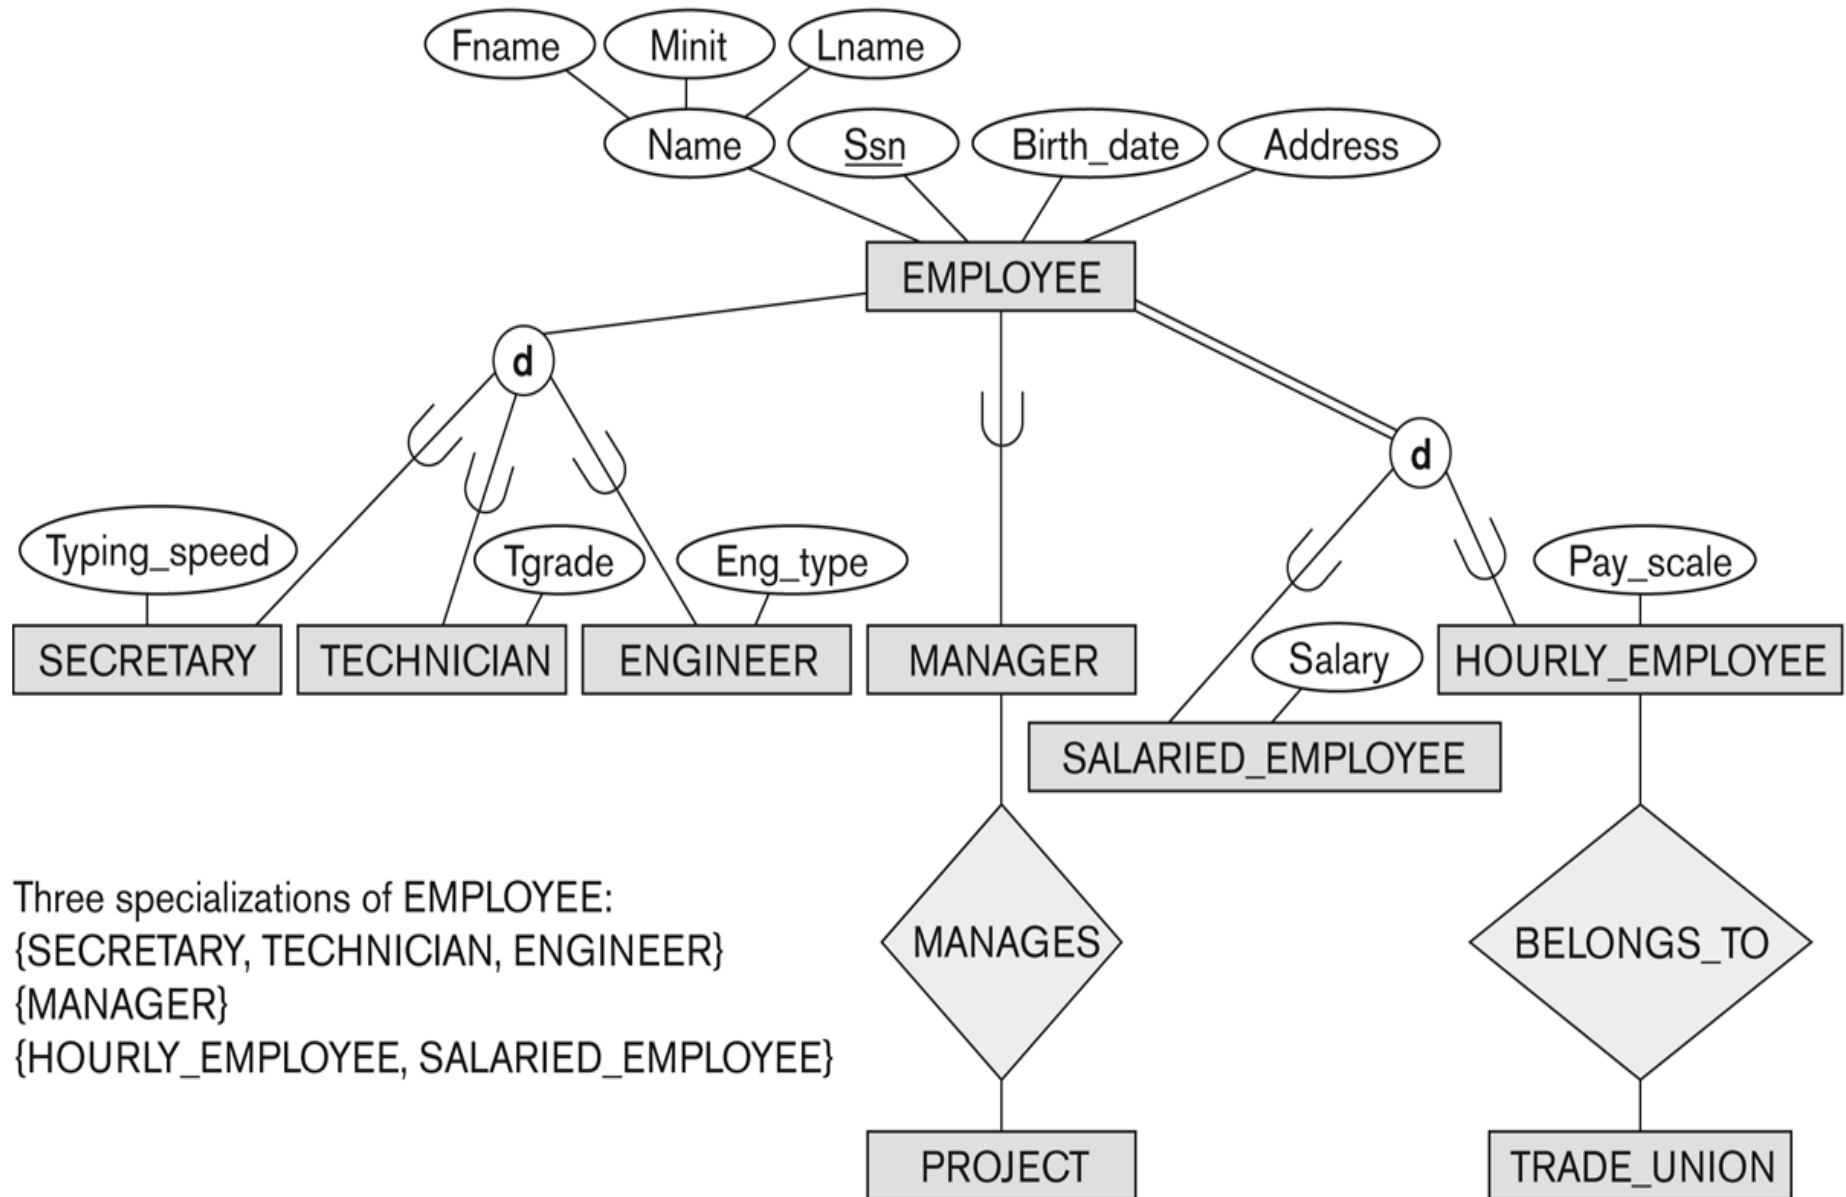 Fname Minit Lname
Name Ssn Birth_date Address
EMPLOYEE
d
d
Typing_speed Tgrade Eng_type Pay_scale
SECRETARY TECHNICIAN ENGINEER MANAGER Salary HOURLY_EMPLOYEE
SALARIED_EMPLOYEE
Three specializations of EMPLOYEE:
{SECRETARY, TECHNICIAN, ENGINEER}
{MANAGER}
{HOURLY_EMPLOYEE, SALARIED_EMPLOYEE}
MANAGES BELONGS_TO
PROJECT TRADE_UNION